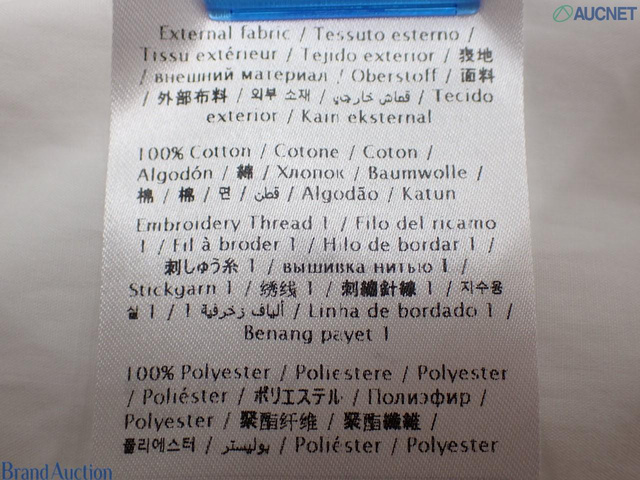 AUCNET
External fabric / Tessuto esterno /
Tissu extérieur / Tejido exterior / 表地
/ внешний материал / Oberstoff / 面料
/ 外部布料 / 외부 소재 / قماش خارجي / Tecido
exterior / Kain eksternal
100% Cotton / Cotone / Coton /
Algodón / 綿 / Хлопок / Baumwolle /
棉 / 棉 / 면 / قطن / Algodão / Katun
Embroidery Thread 1 / Filo del ricamo
1 / Fil à broder 1 / Hilo de bordar 1 /
刺しゅう糸 1 / вышивка нитью 1 /
Stickgarn 1 / 绣线 1 / 刺繡針線 1 / 자수용
실 1 / 1 ألياف زخرفية / Linha de bordado 1 /
Benang payet 1
100% Polyester / Poliestere / Polyester
/ Poliéster / ポリエステル / Полиэфир /
Polyester / 聚酯纤维 / 聚酯纖維 /
폴리에스터 / بوليستر / Poliéster / Polyester
Brand Auction